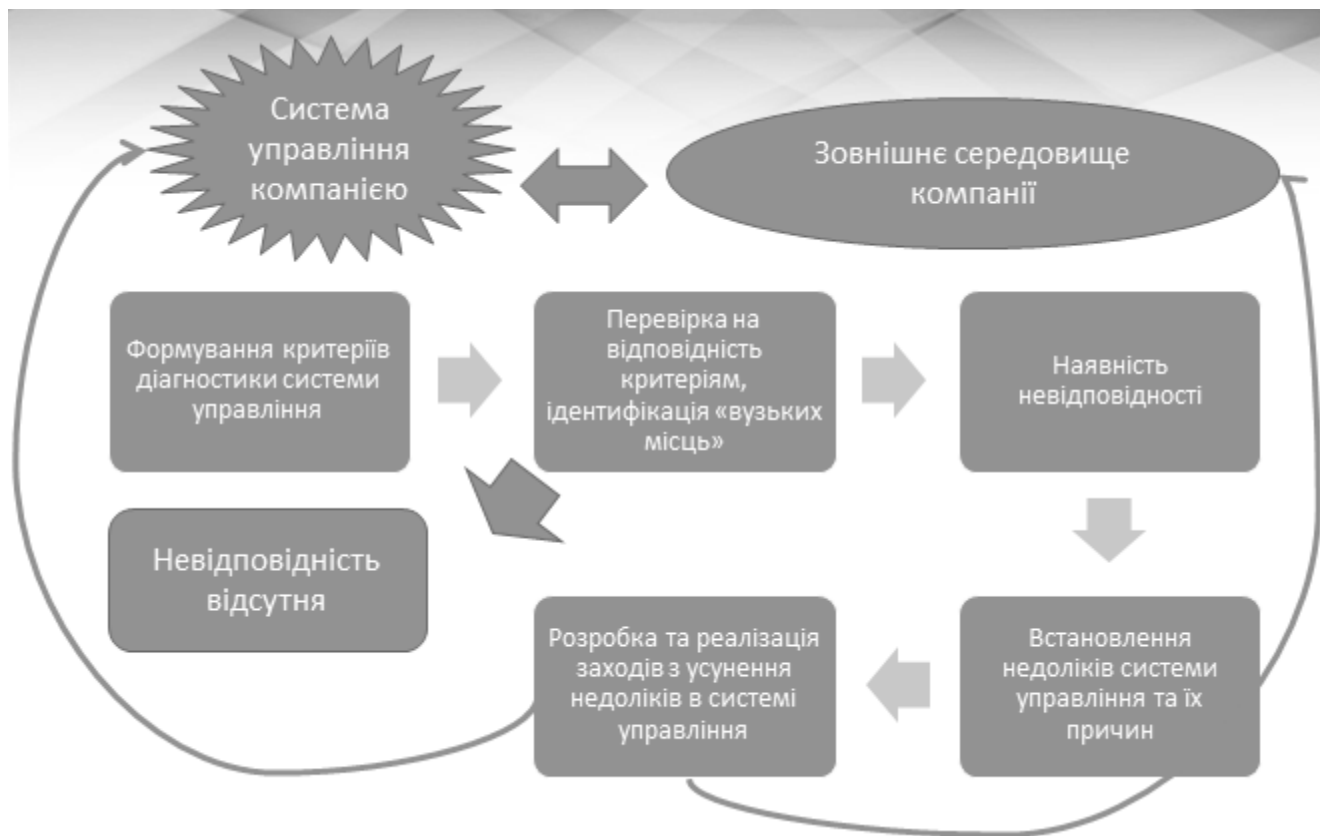 Система
управління
компанією
Зовнішнє середовище
компанії
Формування критеріїв
діагностики системи
управління
Перевірка на
відповідність
критеріям,
ідентифікація «вузьких
місць»
Наявність
невідповідності
Невідповідність
відсутня
Розробка та реалізація
заходів з усунення
недоліків в системі
управління
Встановлення
недоліків системи
управління та їх
причин